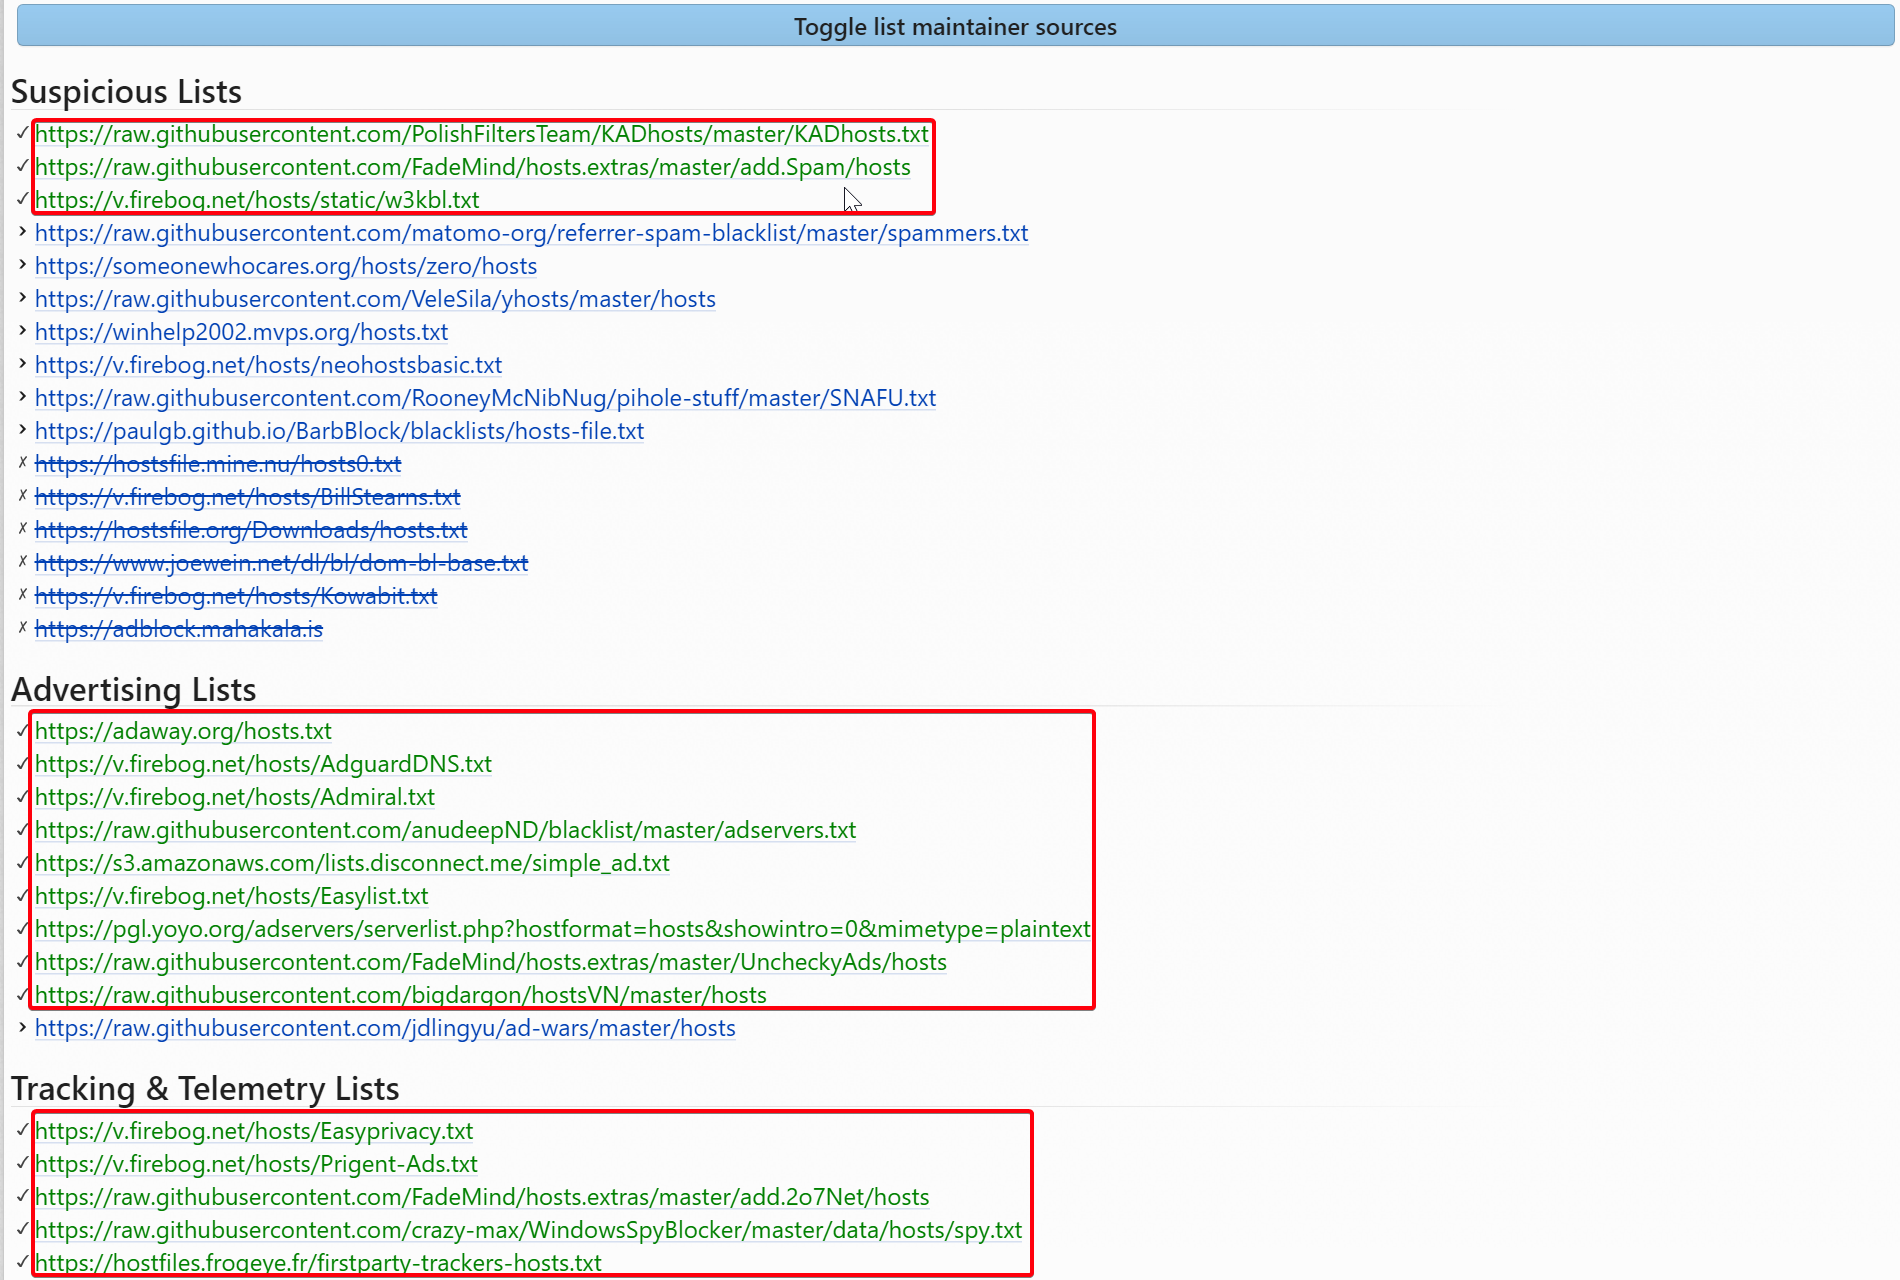 Toggle list maintainer sources
Suspicious Lists
✓ https://raw.githubusercontent.com/PolishFiltersTeam/KADhosts/master/KADhosts.txt
✓ https://raw.githubusercontent.com/FadeMind/hosts.extras/master/add.Spam/hosts
✓ https://v.firebog.net/hosts/static/w3kbl.txt
› https://raw.githubusercontent.com/matomo-org/referrer-spam-blacklist/master/spammers.txt
› https://someonewhocares.org/hosts/zero/hosts
› https://raw.githubusercontent.com/VeleSila/yhosts/master/hosts
› https://winhelp2002.mvps.org/hosts.txt
› https://v.firebog.net/hosts/neohostsbasic.txt
› https://raw.githubusercontent.com/RooneyMcNibNug/pihole-stuff/master/SNAFU.txt
› https://paulgb.github.io/BarbBlock/blacklists/hosts-file.txt
✗ https://hostsfile.mine.nu/hosts0.txt
✗ https://v.firebog.net/hosts/BillStearns.txt
✗ https://hostsfile.org/Downloads/hosts.txt
✗ https://www.joewein.net/dl/bl/dom-bl-base.txt
✗ https://v.firebog.net/hosts/Kowabit.txt
✗ https://adblock.mahakala.is
Advertising Lists
✓ https://adaway.org/hosts.txt
✓ https://v.firebog.net/hosts/AdguardDNS.txt
✓ https://v.firebog.net/hosts/Admiral.txt
✓ https://raw.githubusercontent.com/anudeepND/blacklist/master/adservers.txt
✓ https://s3.amazonaws.com/lists.disconnect.me/simple_ad.txt
✓ https://v.firebog.net/hosts/Easylist.txt
✓ https://pgl.yoyo.org/adservers/serverlist.php?hostformat=hosts&showintro=0&mimetype=plaintext
✓ https://raw.githubusercontent.com/FadeMind/hosts.extras/master/UncheckyAds/hosts
✓ https://raw.githubusercontent.com/bigdargon/hostsVN/master/hosts
› https://raw.githubusercontent.com/jdlingyu/ad-wars/master/hosts
Tracking & Telemetry Lists
✓ https://v.firebog.net/hosts/Easyprivacy.txt
✓ https://v.firebog.net/hosts/Prigent-Ads.txt
✓ https://raw.githubusercontent.com/FadeMind/hosts.extras/master/add.2o7Net/hosts
✓ https://raw.githubusercontent.com/crazy-max/WindowsSpyBlocker/master/data/hosts/spy.txt
✓ https://hostfiles.frogeye.fr/firstparty-trackers-hosts.txt